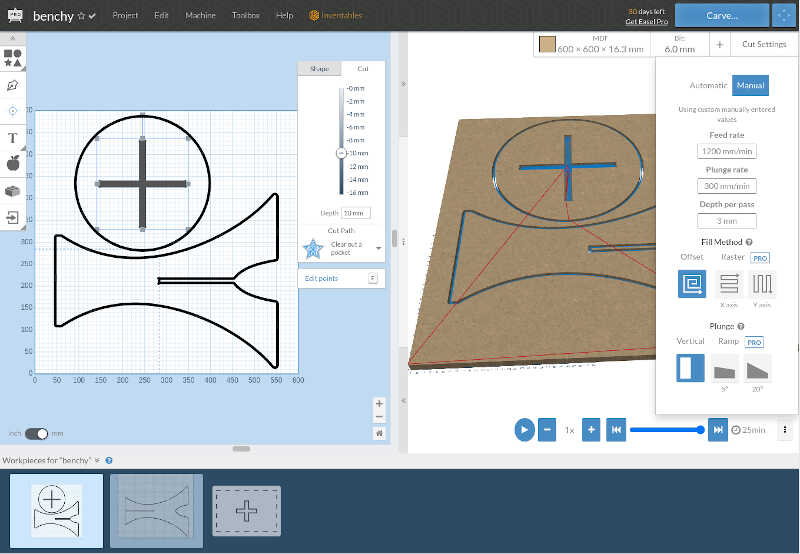 benchy
Project Edit Machine Toolbox Help Inventables
30 days left
Get Easel Pro
Carve...
MDF
600 × 600 × 16.3 mm
Bit:
6.0 mm
+
Cut Settings
Shape
Cut
-0 mm
-2 mm
-4 mm
-6 mm
-8 mm
-10 mm
-12 mm
-14 mm
-16 mm
Depth 10 mm
Cut Path
Clear out a
pocket
Edit points E
Automatic Manual
Using custom manually entered
values
Feed rate
1200 mm/min
Plunge rate
300 mm/min
Depth per pass
3 mm
Fill Method ?
Offset Raster PRO
X axis Y axis
Plunge ?
Vertical Ramp PRO
5° 20°
T
300
250
200
150
100
50
0
0 50 100 150 200 250 300 350 400 450 500 550 600
inch mm
1x
25min
Workpieces for "benchy" ?